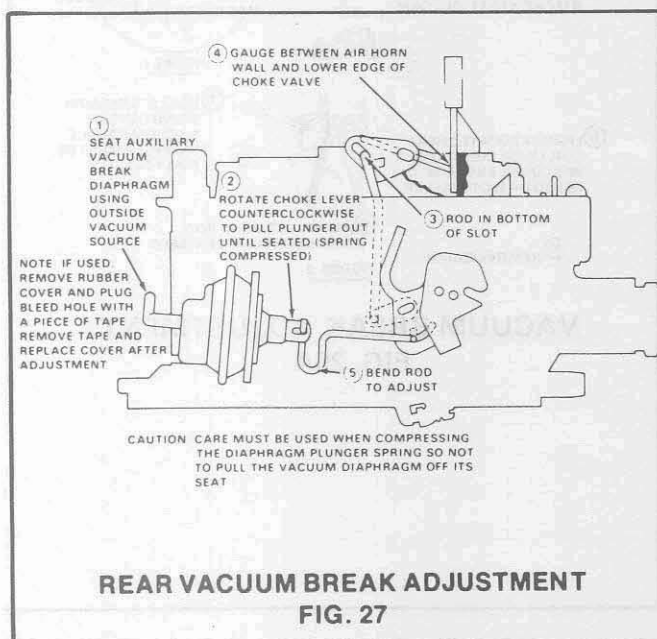 ④ GAUGE BETWEEN AIR HORN
WALL AND LOWER EDGE OF
CHOKE VALVE
①
SEAT AUXILIARY
VACUUM
BREAK
DIAPHRAGM
USING
OUTSIDE
VACUUM
SOURCE
②
ROTATE CHOKE LEVER
COUNTERCLOCKWISE
TO PULL PLUNGER OUT
UNTIL SEATED (SPRING
COMPRESSED)
③ ROD IN BOTTOM
OF SLOT
NOTE IF USED,
REMOVE RUBBER
COVER AND PLUG
BLEED HOLE WITH
A PIECE OF TAPE
REMOVE TAPE AND
REPLACE COVER AFTER
ADJUSTMENT
⑤ BEND ROD
TO ADJUST
CAUTION CARE MUST BE USED WHEN COMPRESSING
THE DIAPHRAGM PLUNGER SPRING SO NOT
TO PULL THE VACUUM DIAPHRAGM OFF ITS
SEAT
REAR VACUUM BREAK ADJUSTMENT
FIG. 27